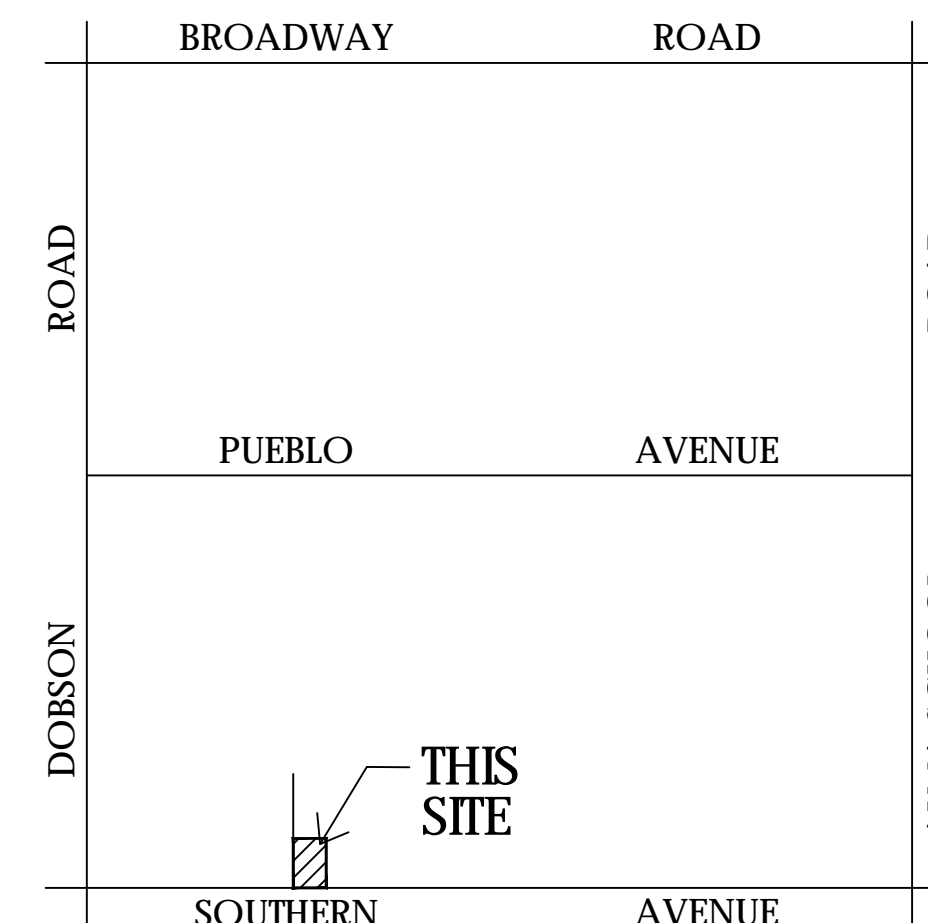 BROADWAY ROAD
DOBSON ROAD
PUEBLO AVENUE
THIS
SITE
SOUTHERN AVENUE